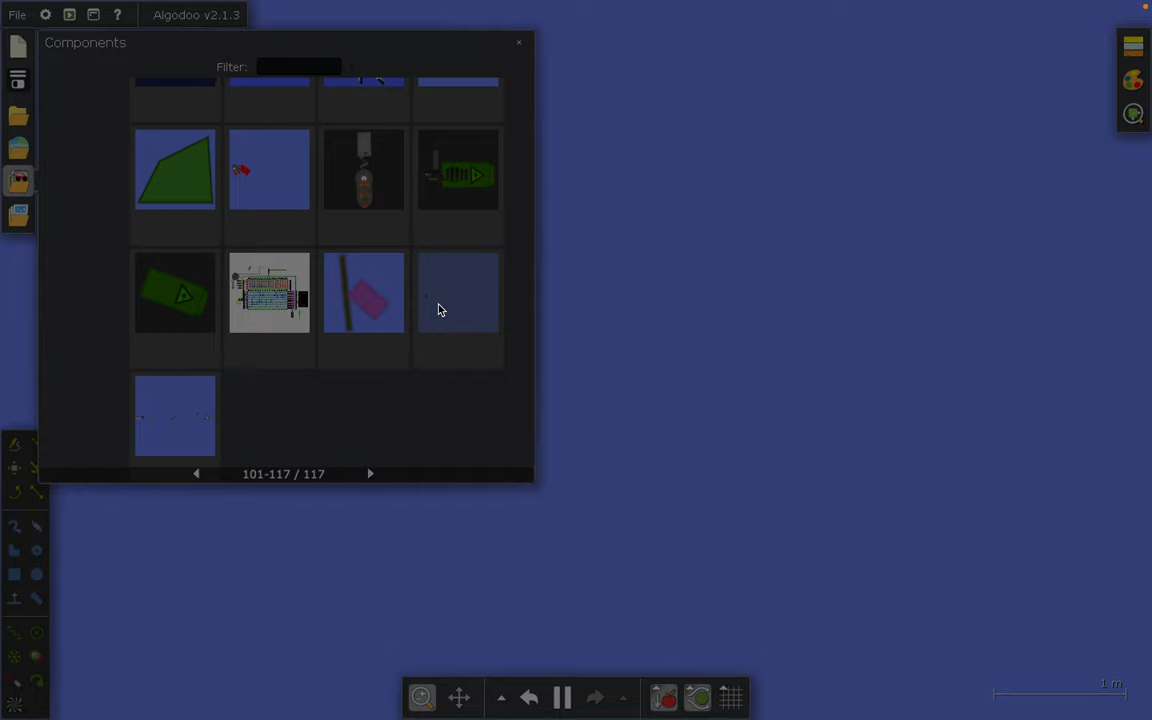 File
?
Algodoo v2.1.3
Components
×
Filter:
101-117 / 117
1 m